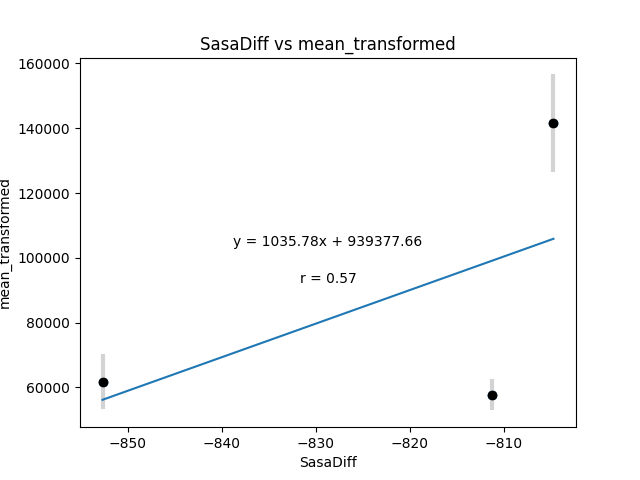 SasaDiff vs mean_transformed
160000
140000
120000
100000
80000
60000
mean_transformed
y = 1035.78x + 939377.66
r = 0.57
−850
−840
−830
−820
−810
SasaDiff